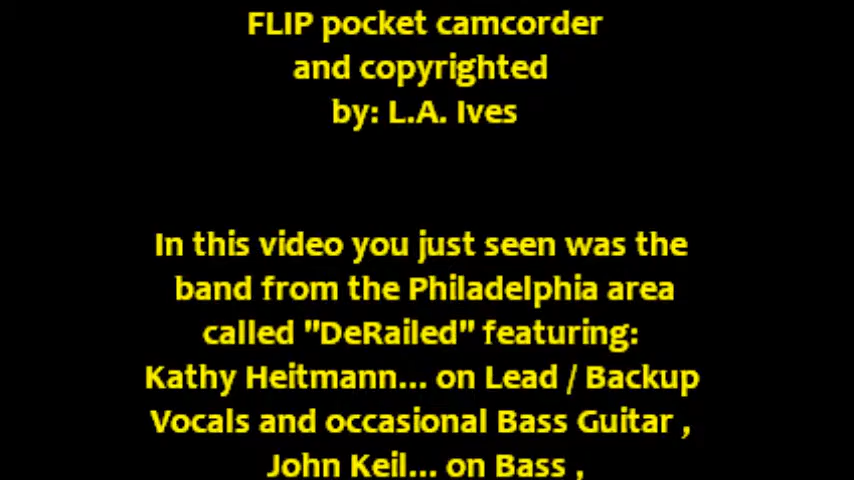 FLIP pocket camcorder
and copyrighted
by: L.A. Ives
In this video you just seen was the
band from the Philadelphia area
called "DeRailed" featuring:
Kathy Heitmann... on Lead / Backup
Vocals and occasional Bass Guitar ,
John Keil... on Bass ,